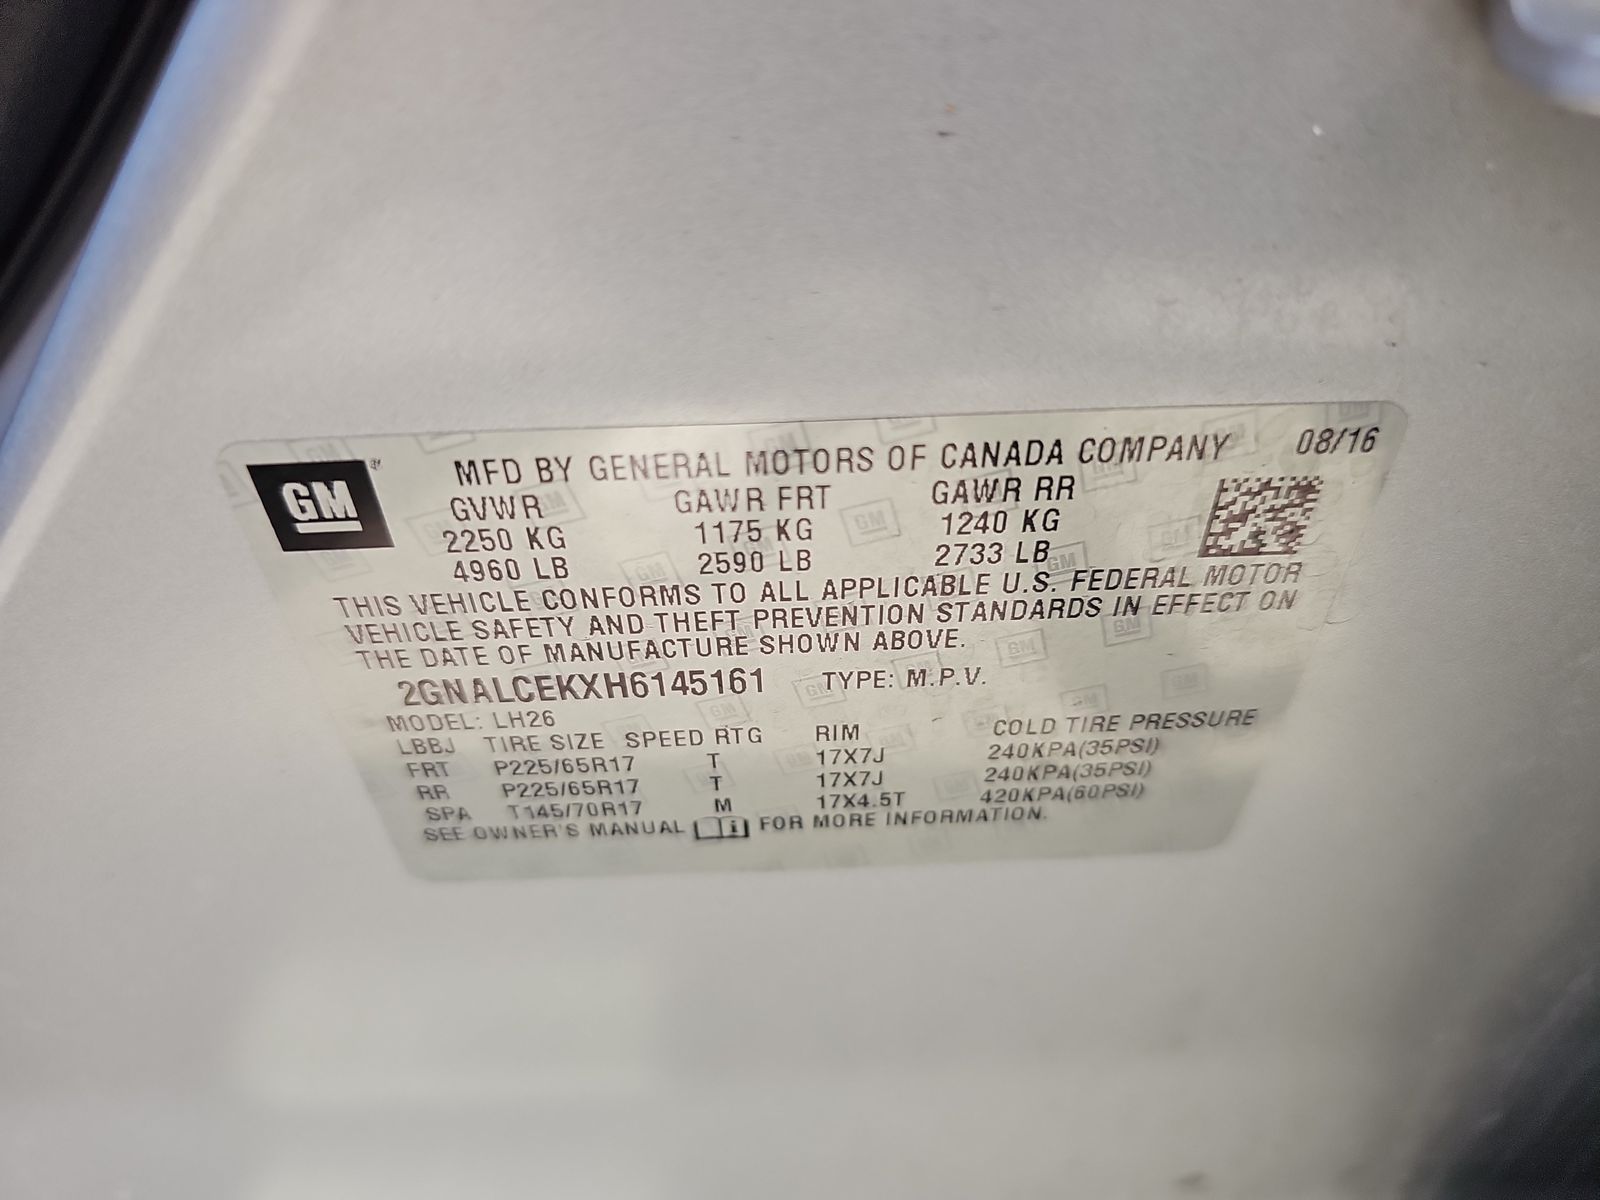 GM
MFD BY GENERAL MOTORS OF CANADA COMPANY 08/16
GVWR GAWR FRT GAWR RR
2250 KG 1175 KG 1240 KG
4960 LB 2590 LB 2733 LB
THIS VEHICLE CONFORMS TO ALL APPLICABLE U.S. FEDERAL MOTOR
VEHICLE SAFETY AND THEFT PREVENTION STANDARDS IN EFFECT ON
THE DATE OF MANUFACTURE SHOWN ABOVE.
2GNALCEKXH6145161 TYPE: M.P.V.
MODEL: LH26
LBBJ TIRE SIZE SPEED RTG RIM COLD TIRE PRESSURE
FRT P225/65R17 T 17X7J 240KPA(35PSI)
RR P225/65R17 T 17X7J 240KPA(35PSI)
SPA T145/70R17 M 17X4.5T 420KPA(60PSI)
SEE OWNER'S MANUAL i FOR MORE INFORMATION.